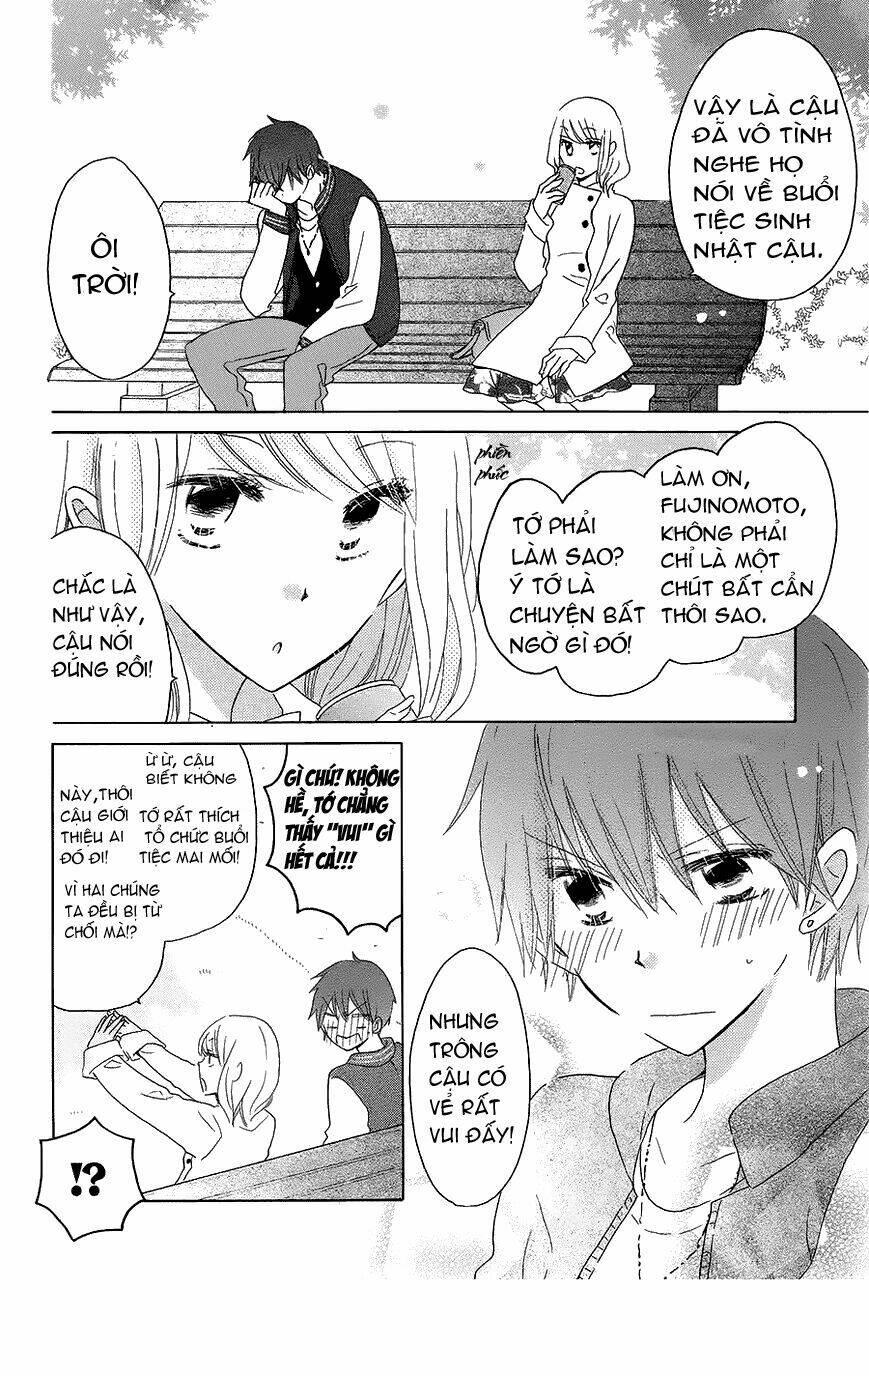 VẬY LÀ CẬU
ĐÃ VÔ TÌNH
NGHE HỌ
NÓI VỀ BUỔI
TIỆC SINH
NHẬT CẬU.
ÔI
TRỜI!
phiền
phức
LÀM ƠN,
FUJINOMOTO,
KHÔNG PHẢI
CHỈ LÀ MỘT
CHÚT BẤT CẨN
THÔI SAO.
TỚ PHẢI
LÀM SAO?
Ý TỚ LÀ
CHUYỆN BẤT
NGỜ GÌ ĐÓ!
CHẮC LÀ
NHƯ VẬY,
CẬU NÓI
ĐÚNG RỒI!
NHƯNG
TRÔNG
CẬU CÓ
VẺ RẤT
VUI ĐẤY!
GÌ CHỨ? KHÔNG
HỀ, TỚ CHẲNG
THẤY "VUI" GÌ
HẾT CẢ!!!
Ừ Ừ, CẬU
BIẾT KHÔNG
TỚ RẤT THÍCH
TỔ CHỨC BUỔI
TIỆC MAI MỐI!
NÀY,THÔI
CẬU GIỚI
THIỆU AI
ĐÓ ĐI!
VÌ HAI CHÚNG
TA ĐỀU BỊ TỪ
CHỐI MÀ!?
!?